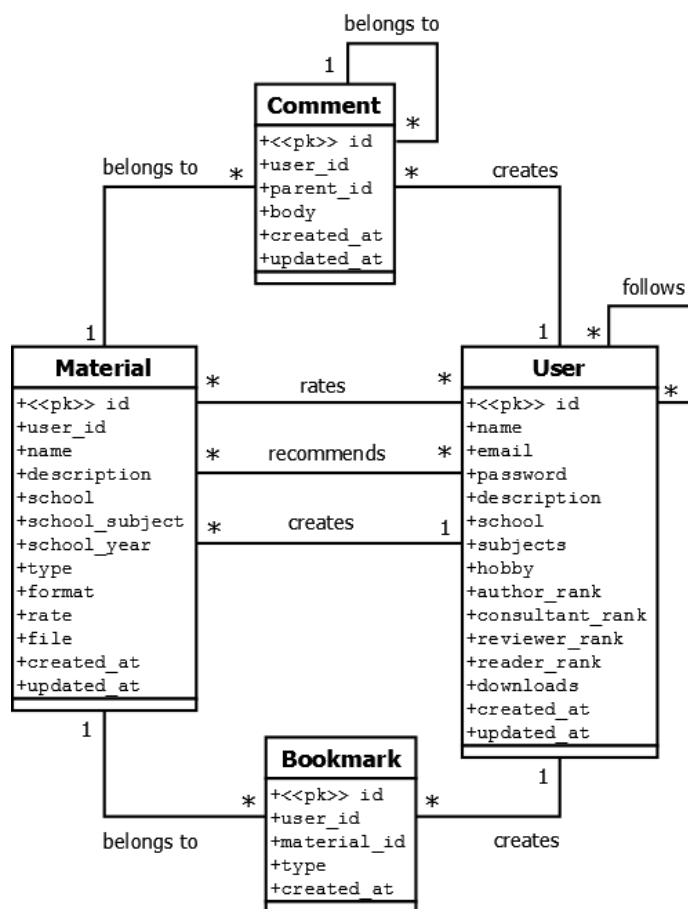 belongs to
1
Comment
*
+<<pk>> id
+user_id
+parent_id
+body
+created_at
+updated_at
belongs to
*
*
creates
1
1
follows
*
Material
+<<pk>> id
+user_id
+name
+description
+school
+school_subject
+school_year
+type
+format
+rate
+file
+created_at
+updated_at
*
rates
*
*
recommends
*
*
creates
1
User
+<<pk>> id
+name
+email
+password
+description
+school
+subjects
+hobby
+author_rank
+consultant_rank
+reviewer_rank
+reader_rank
+downloads
+created_at
+updated_at
*
1
1
Bookmark
+<<pk>> id
+user_id
+material_id
+type
+created_at
*
*
belongs to
creates